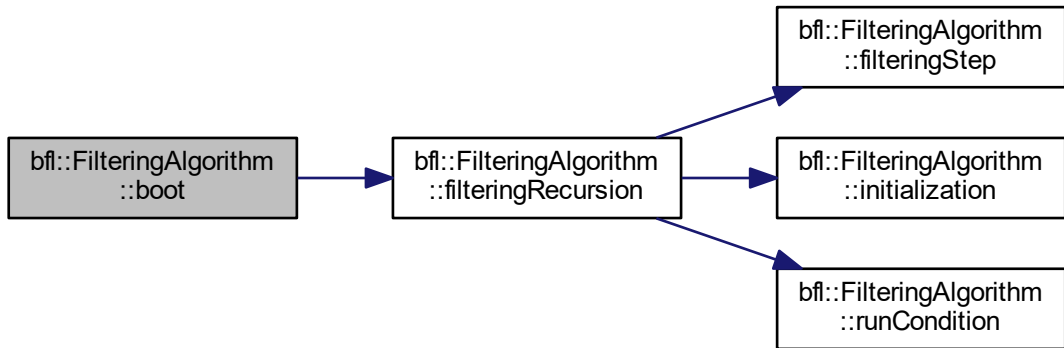 bfl::FilteringAlgorithm
::boot
bfl::FilteringAlgorithm
::filteringRecursion
bfl::FilteringAlgorithm
::filteringStep
bfl::FilteringAlgorithm
::initialization
bfl::FilteringAlgorithm
::runCondition